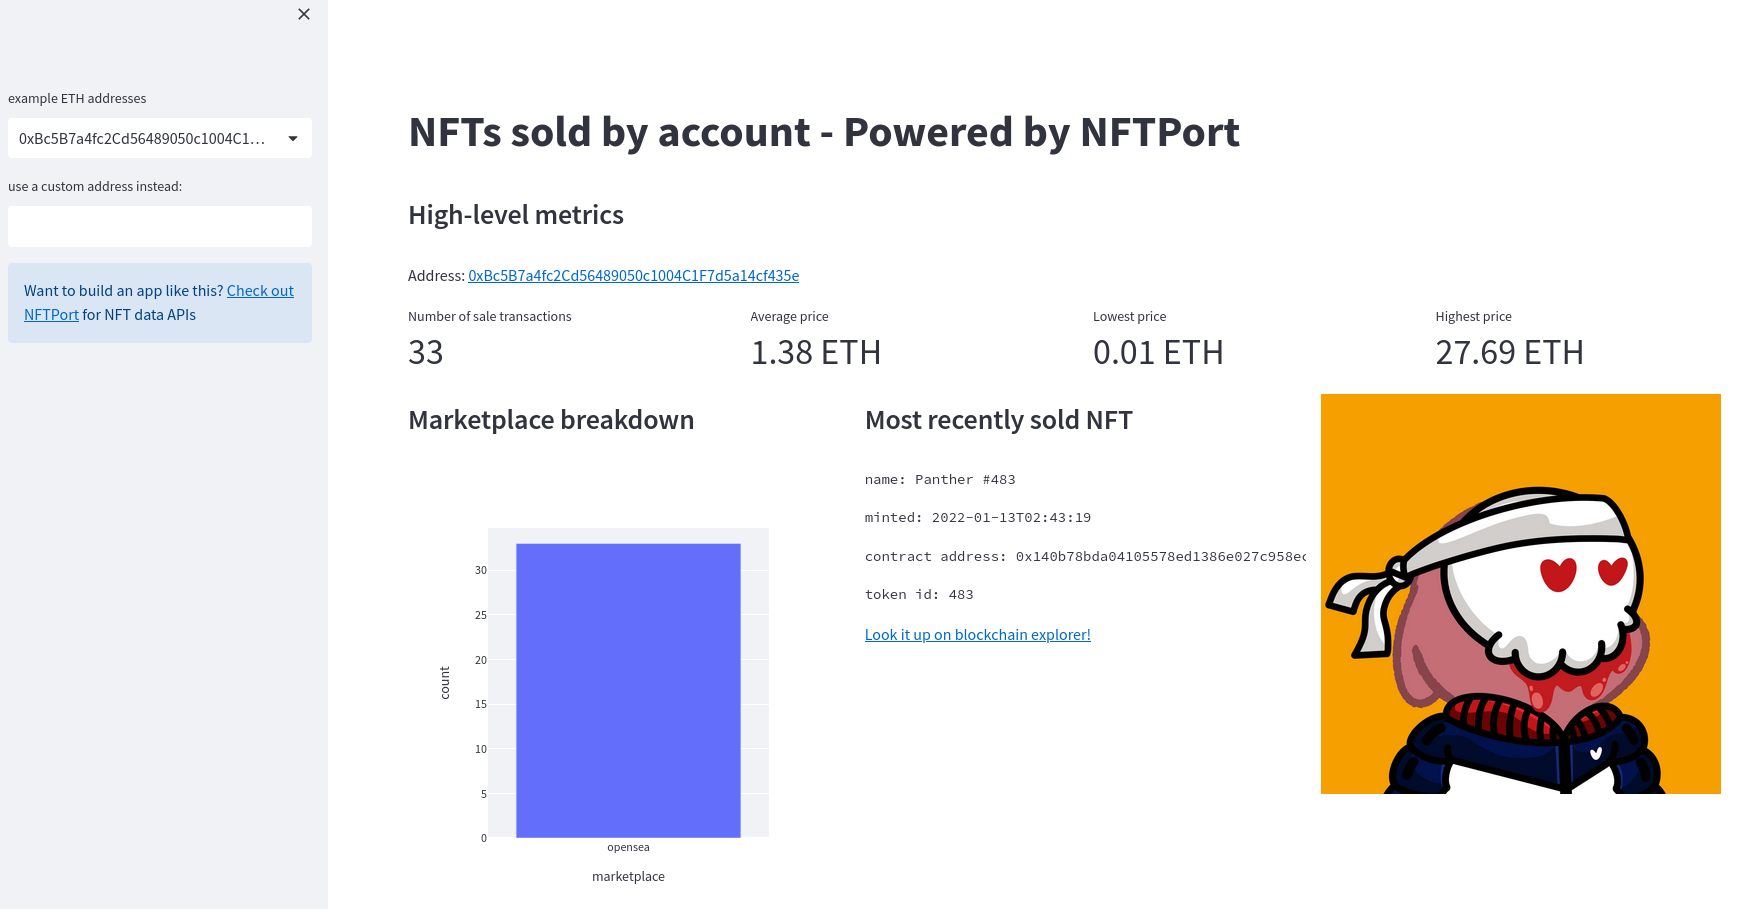 example ETH addresses
0xBc5B7a4fc2Cd56489050c1004C1...
use a custom address instead:
Want to build an app like this? Check out
NFTPort for NFT data APIs
NFTs sold by account - Powered by NFTPort
High-level metrics
Address: 0xBc5B7a4fc2Cd56489050c1004C1F7d5a14cf435e
Number of sale transactions
33
Average price
1.38 ETH
Lowest price
0.01 ETH
Highest price
27.69 ETH
Marketplace breakdown
30
25
20
15
10
5
0
count
opensea
marketplace
Most recently sold NFT
name: Panther #483
minted: 2022-01-13T02:43:19
contract address: 0x140b78bda04105578ed1386e027c958ec
token id: 483
Look it up on blockchain explorer!